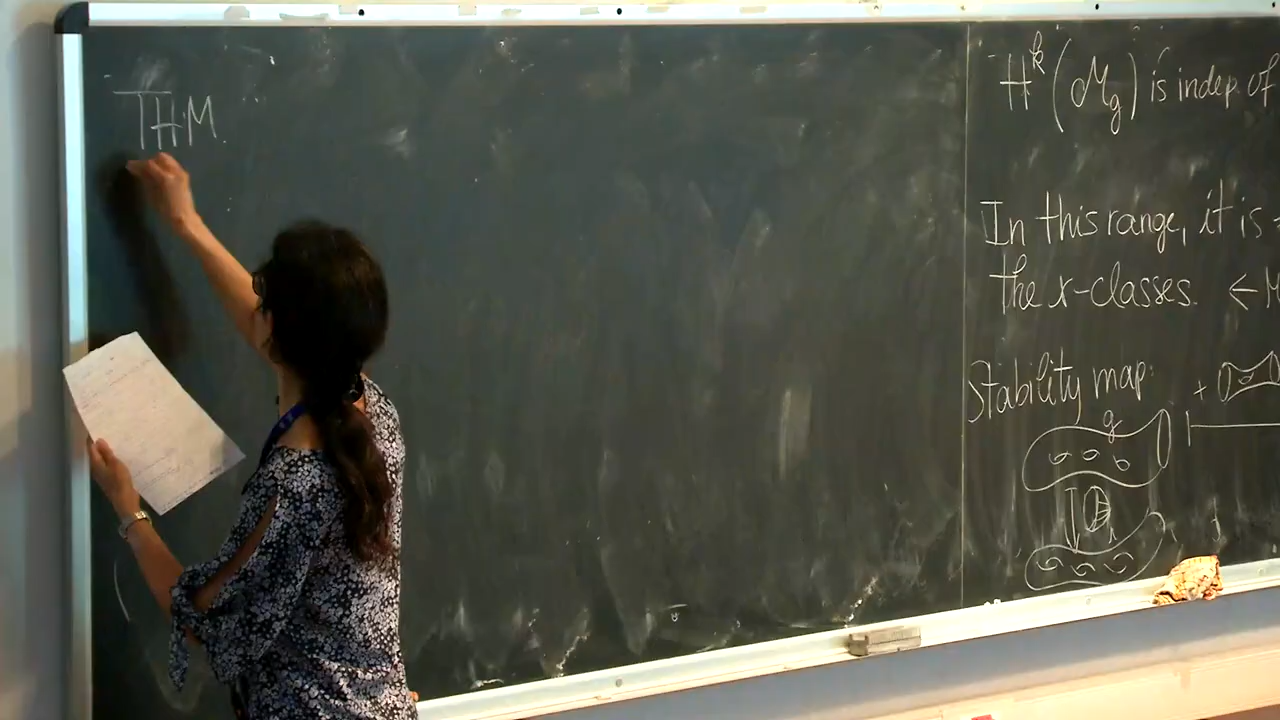 THM.
H^k (M_g) is indep. of
In this range, it is
the κ-classes. ←
Stability map:
+
g